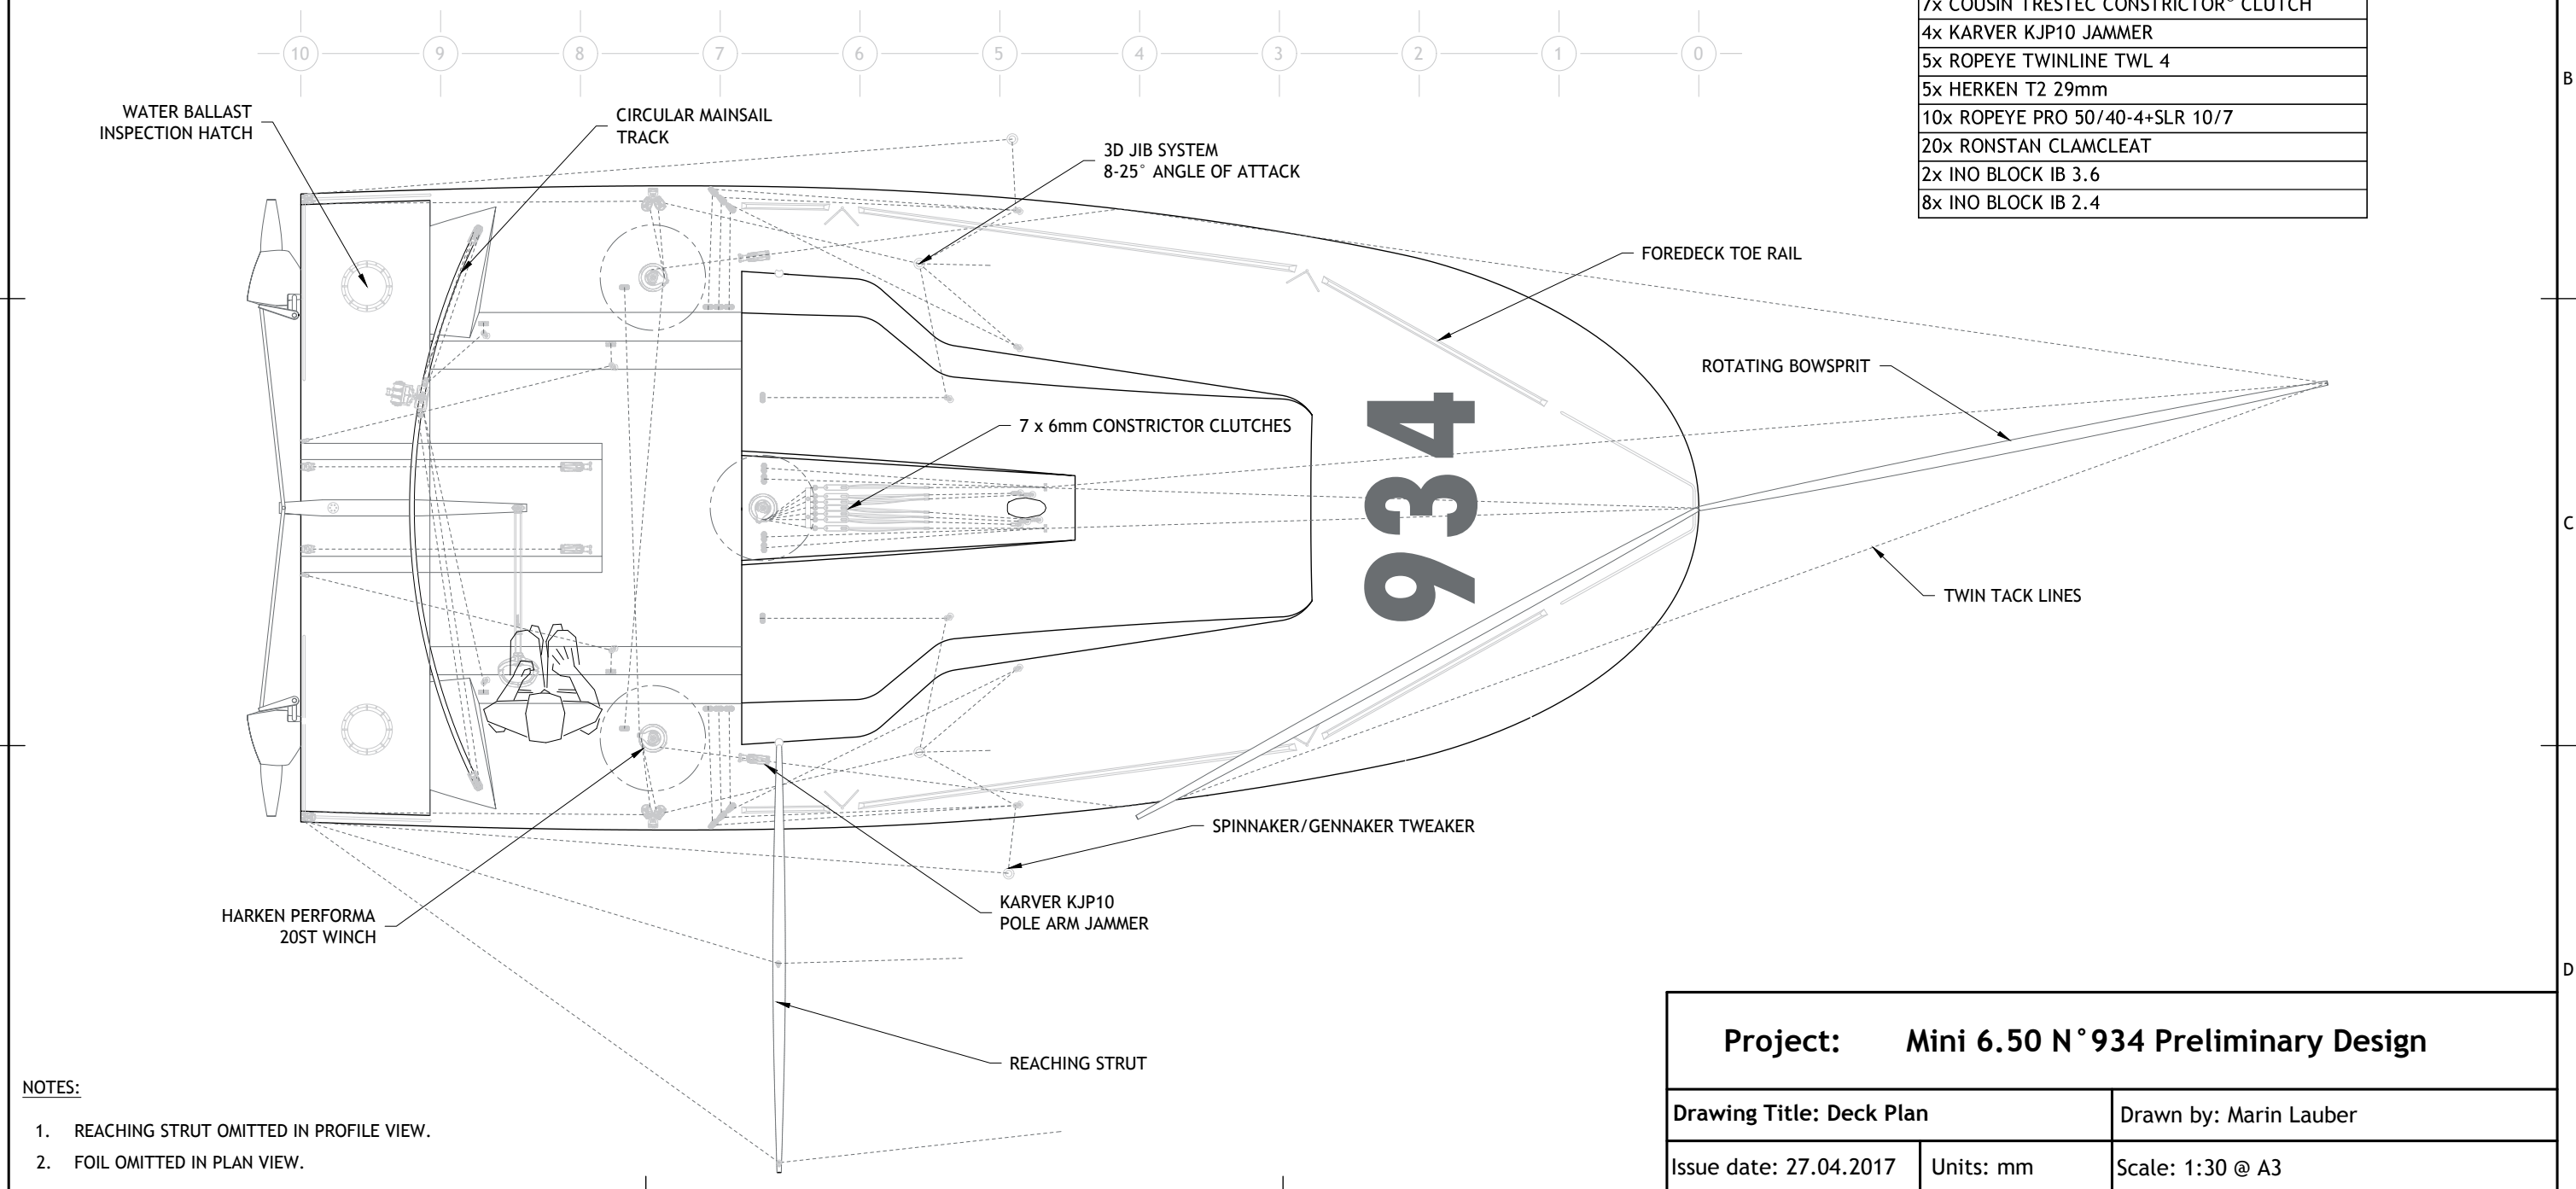 7x COUSIN TRESTEC CONSTRICTOR® CLUTCH
4x KARVER KJP10 JAMMER
5x ROPEYE TWINLINE TWL 4
5x HERKEN T2 29mm
10x ROPEYE PRO 50/40-4+SLR 10/7
20x RONSTAN CLAMCLEAT
2x INO BLOCK IB 3.6
8x INO BLOCK IB 2.4
10 9 8 7 6 5 4 3 2 1 0
B
WATER BALLAST
INSPECTION HATCH
CIRCULAR MAINSAIL
TRACK
3D JIB SYSTEM
8-25° ANGLE OF ATTACK
FOREDECK TOE RAIL
ROTATING BOWSPRIT
7 x 6mm CONSTRICTOR CLUTCHES
934
C
TWIN TACK LINES
SPINNAKER/GENNAKER TWEAKER
KARVER KJP10
POLE ARM JAMMER
HARKEN PERFORMA
20ST WINCH
D
REACHING STRUT
NOTES:
1. REACHING STRUT OMITTED IN PROFILE VIEW.
2. FOIL OMITTED IN PLAN VIEW.
Project: Mini 6.50 N°934 Preliminary Design
Drawing Title: Deck Plan
Drawn by: Marin Lauber
Issue date: 27.04.2017
Units: mm
Scale: 1:30 @ A3